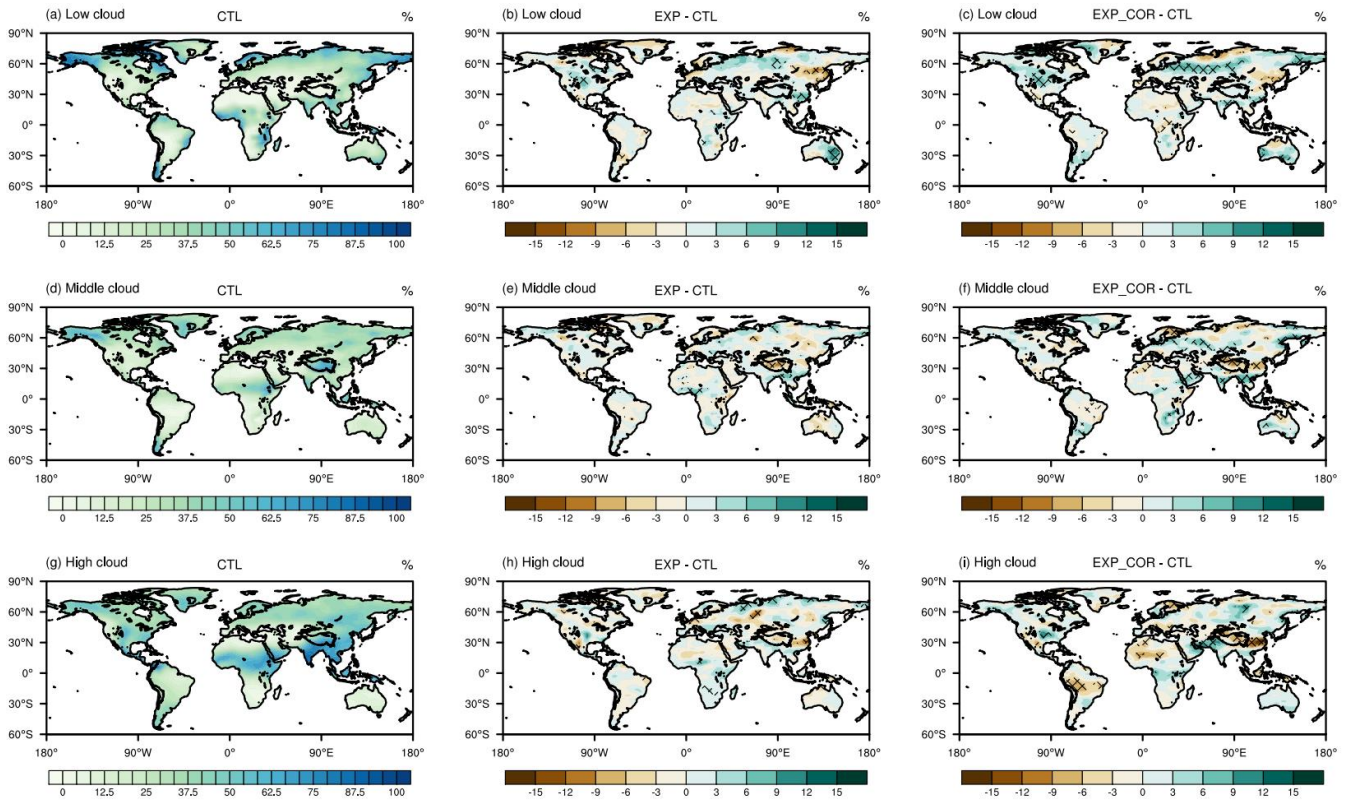 (a) Low cloud CTL % (b) Low cloud EXP - CTL % (c) Low cloud EXP_COR - CTL %
90°N 90°N 90°N
60°N 60°N 60°N
30°N 30°N 30°N
0° 0° 0°
30°S 30°S 30°S
60°S 60°S 60°S
180° 90°W 0° 90°E 180° 180° 90°W 0° 90°E 180° 180° 90°W 0° 90°E 180°
0 12.5 25 37.5 50 62.5 75 87.5 100 -15 -12 -9 -6 -3 0 3 6 9 12 15 -15 -12 -9 -6 -3 0 3 6 9 12 15
(d) Middle cloud CTL % (e) Middle cloud EXP - CTL % (f) Middle cloud EXP_COR - CTL %
90°N 90°N 90°N
60°N 60°N 60°N
30°N 30°N 30°N
0° 0° 0°
30°S 30°S 30°S
60°S 60°S 60°S
180° 90°W 0° 90°E 180° 180° 90°W 0° 90°E 180° 180° 90°W 0° 90°E 180°
0 12.5 25 37.5 50 62.5 75 87.5 100 -15 -12 -9 -6 -3 0 3 6 9 12 15 -15 -12 -9 -6 -3 0 3 6 9 12 15
(g) High cloud CTL % (h) High cloud EXP - CTL % (i) High cloud EXP_COR - CTL %
90°N 90°N 90°N
60°N 60°N 60°N
30°N 30°N 30°N
0° 0° 0°
30°S 30°S 30°S
60°S 60°S 60°S
180° 90°W 0° 90°E 180° 180° 90°W 0° 90°E 180° 180° 90°W 0° 90°E 180°
0 12.5 25 37.5 50 62.5 75 87.5 100 -15 -12 -9 -6 -3 0 3 6 9 12 15 -15 -12 -9 -6 -3 0 3 6 9 12 15